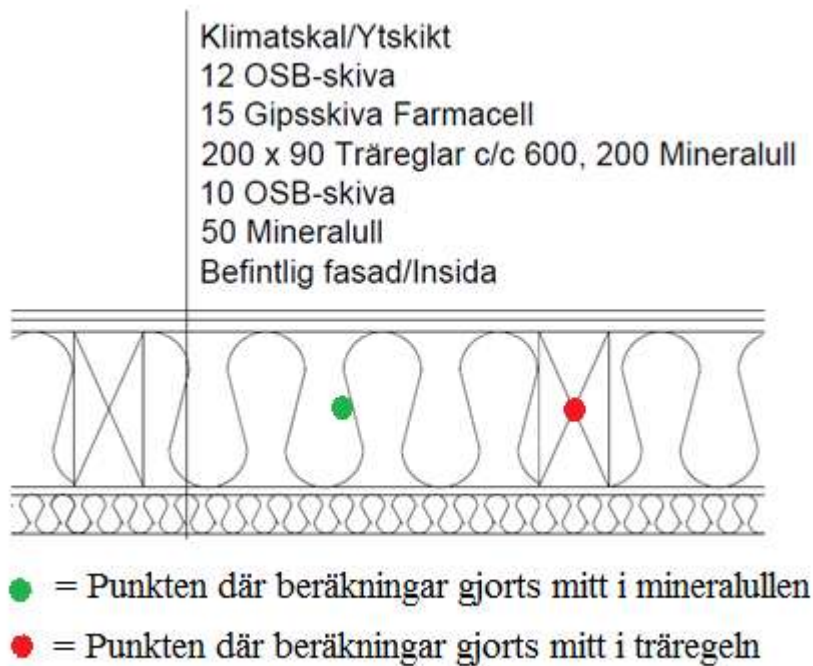 Klimatskal/Ytskikt
12 OSB-skiva
15 Gipsskiva Farmacell
200 x 90 Träreglar c/c 600, 200 Mineralull
10 OSB-skiva
50 Mineralull
Befintlig fasad/Insida
= Punkten där beräkningar gjorts mitt i mineralullen
= Punkten där beräkningar gjorts mitt i träregeln